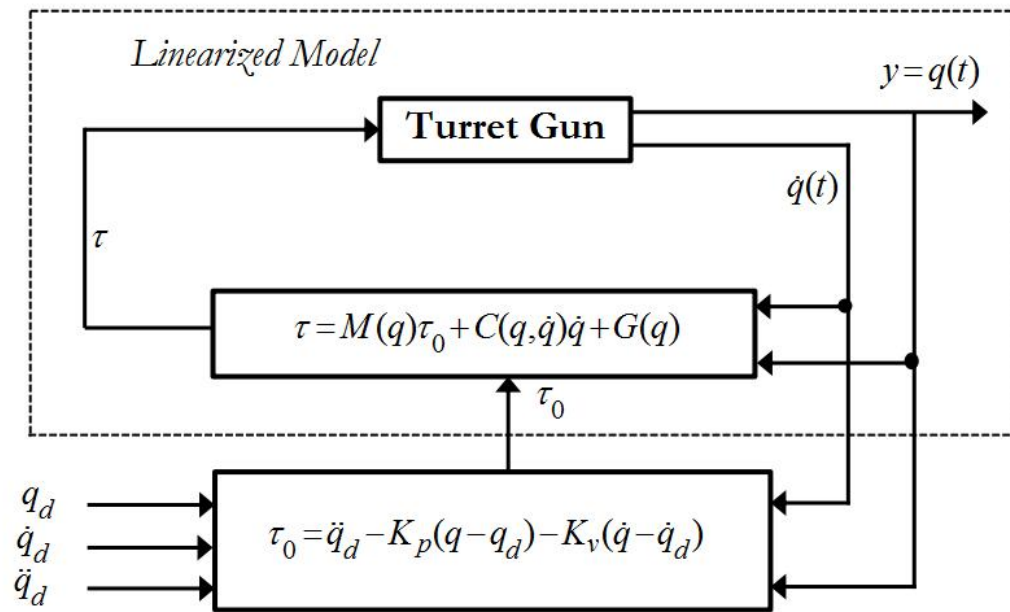 Linearized Model
y = q(t)
Turret Gun
q̇(t)
τ
τ = M(q)τ₀ + C(q,q̇)q̇ + G(q)
τ₀
q_d
q̇_d
q̈_d
τ₀ = q̈_d − K_p(q − q_d) − K_v(q̇ − q̇_d)